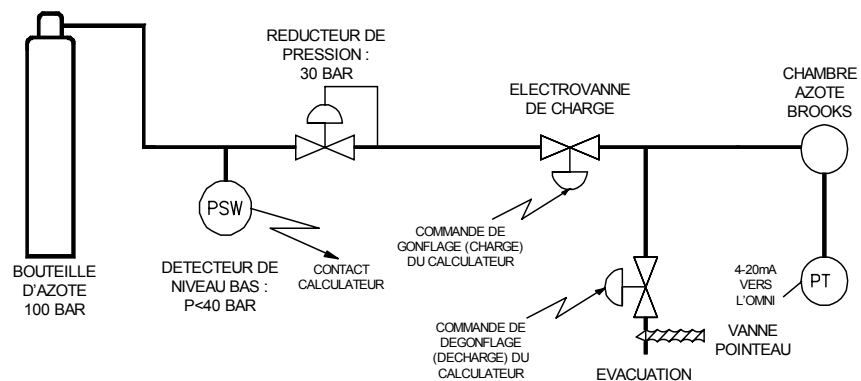 REDUCTEUR DE
PRESSION :
30 BAR
ELECTROVANNE
DE CHARGE
CHAMBRE
AZOTE
BROOKS
PSW
COMMANDE DE
GONFLAGE (CHARGE)
DU CALCULATEUR
BOUTEILLE
D'AZOTE
100 BAR
DETECTEUR DE
NIVEAU BAS :
P<40 BAR
CONTACT
CALCULATEUR
4-20mA
VERS
L'OMNI
PT
COMMANDE DE
DEGONFLAGE
(DECHARGE) DU
CALCULATEUR
VANNE
POINTEAU
EVACUATION